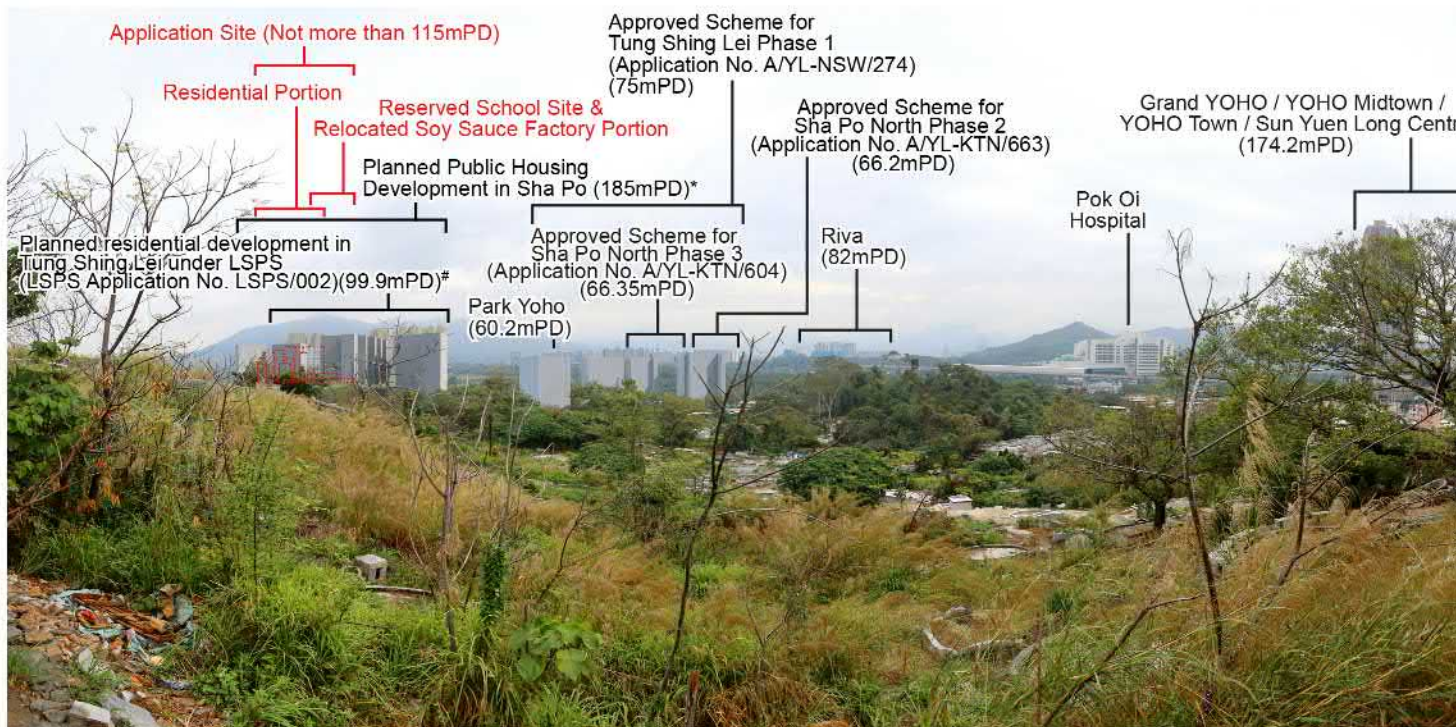 Application Site (Not more than 115mPD)
Residential Portion
Reserved School Site &
Relocated Soy Sauce Factory Portion
Planned Public Housing
Development in Sha Po (185mPD)*
Planned residential development in
Tung Shing Lei under LSPS
(LSPS Application No. LSPS/002)(99.9mPD)#
Park Yoho
(60.2mPD)
Approved Scheme for
Tung Shing Lei Phase 1
(Application No. A/YL-NSW/274)
(75mPD)
Approved Scheme for
Sha Po North Phase 3
(Application No. A/YL-KTN/604)
(66.35mPD)
Approved Scheme for
Sha Po North Phase 2
(Application No. A/YL-KTN/663)
(66.2mPD)
Riva
(82mPD)
Pok Oi
Hospital
Grand YOHO / YOHO Midtown /
YOHO Town / Sun Yuen Long Centr
(174.2mPD)